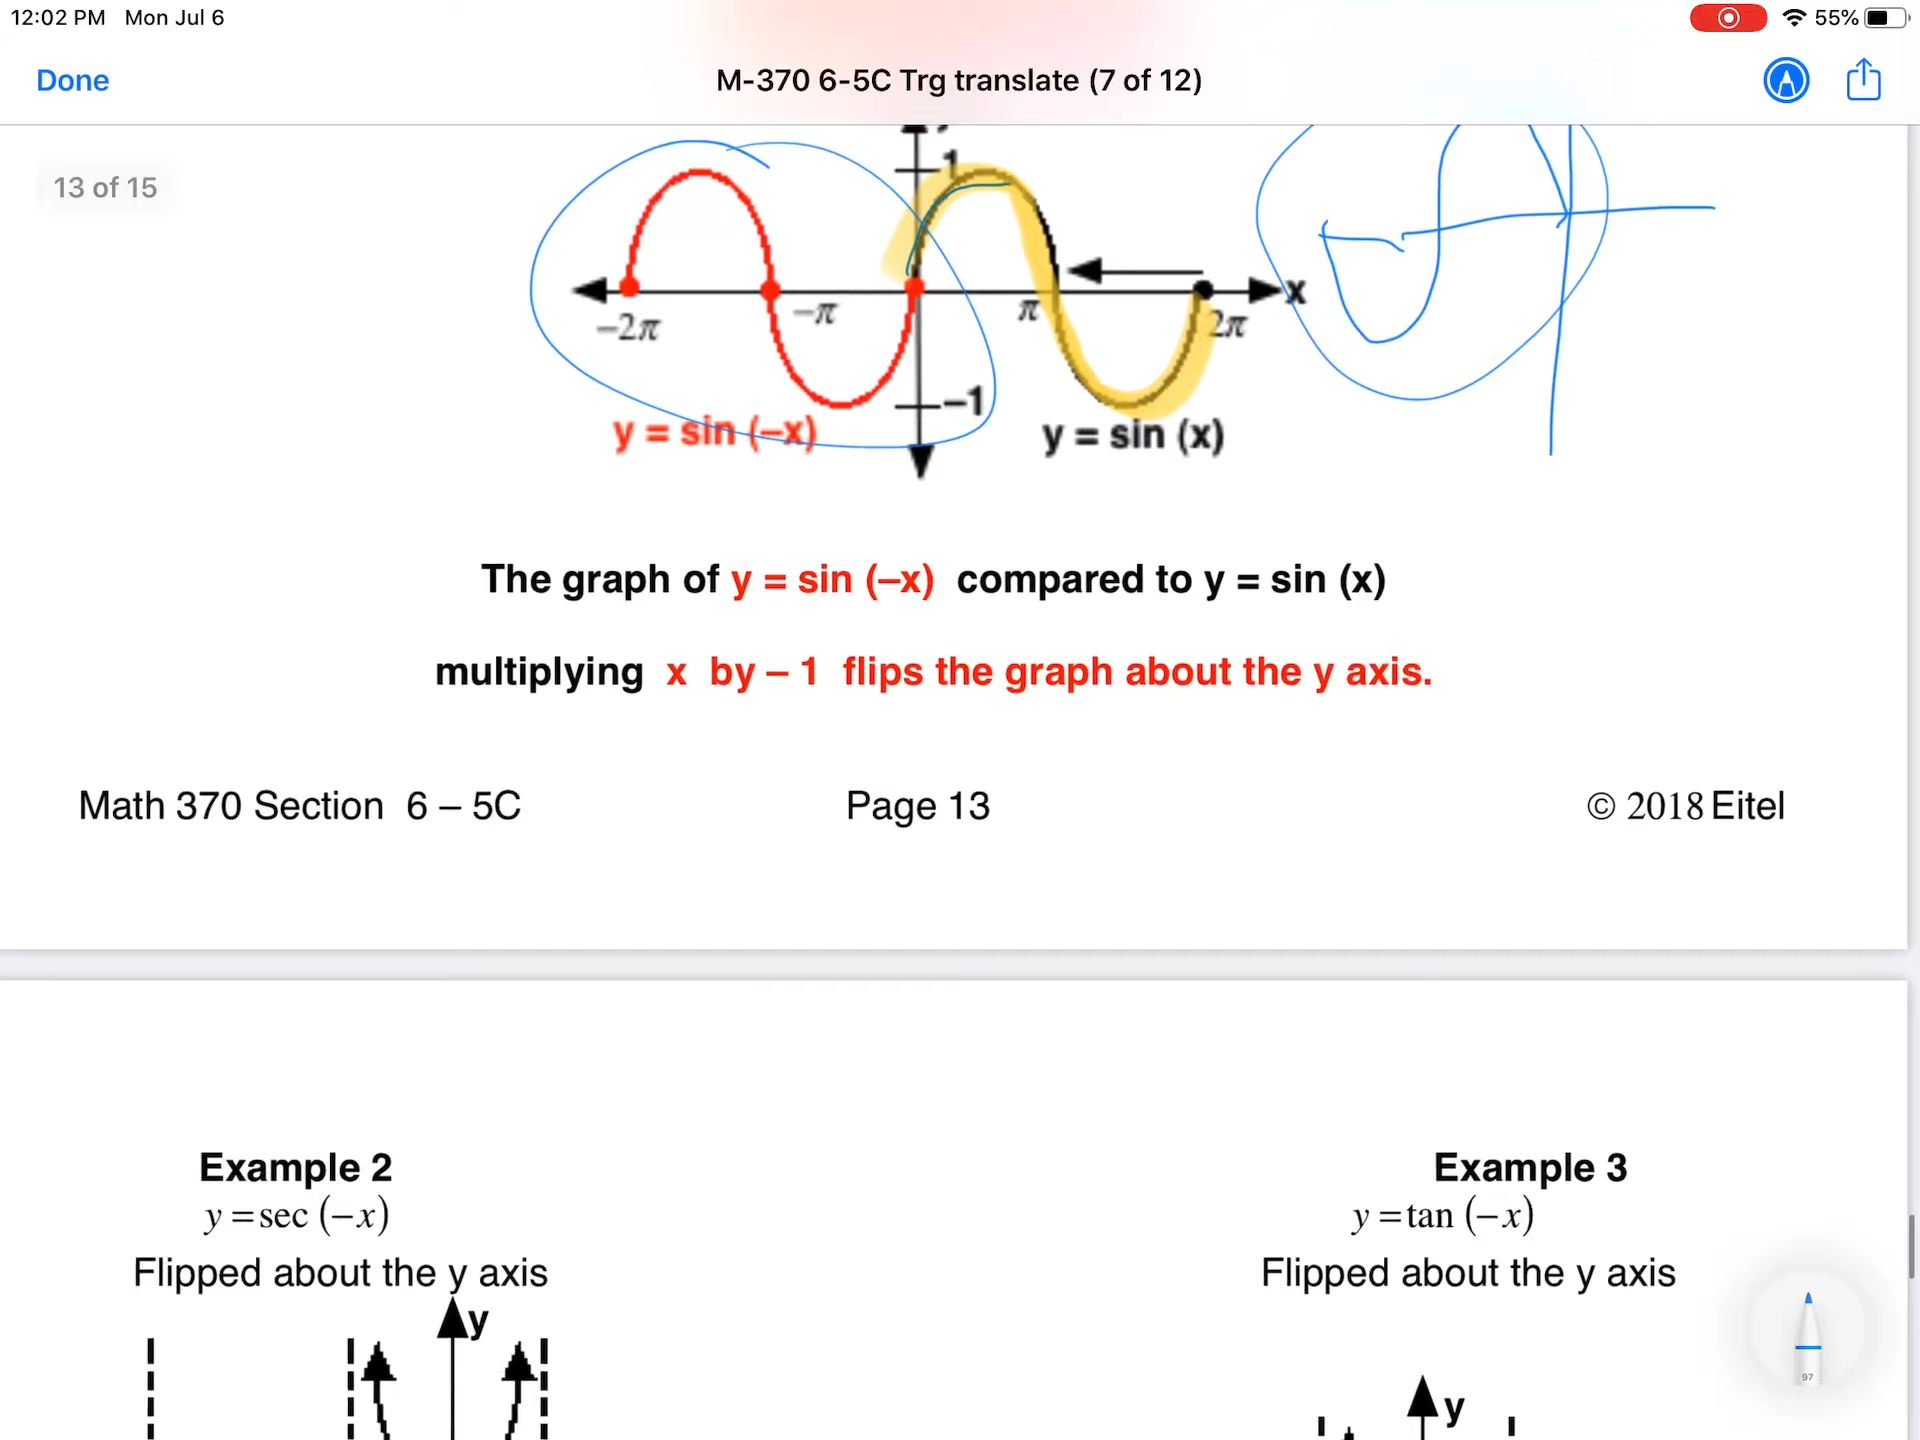 12:02 PM Mon Jul 6
55%
Done
M-370 6-5C Trg translate (7 of 12)
13 of 15
1
x
−2π
−π
π
2π
−1
y = sin (−x)
y = sin (x)
The graph of y = sin (−x) compared to y = sin (x)
multiplying x by – 1 flips the graph about the y axis.
Math 370 Section 6 – 5C
Page 13
© 2018 Eitel
Example 2
y = sec (−x)
Flipped about the y axis
y
Example 3
y = tan (−x)
Flipped about the y axis
y
97